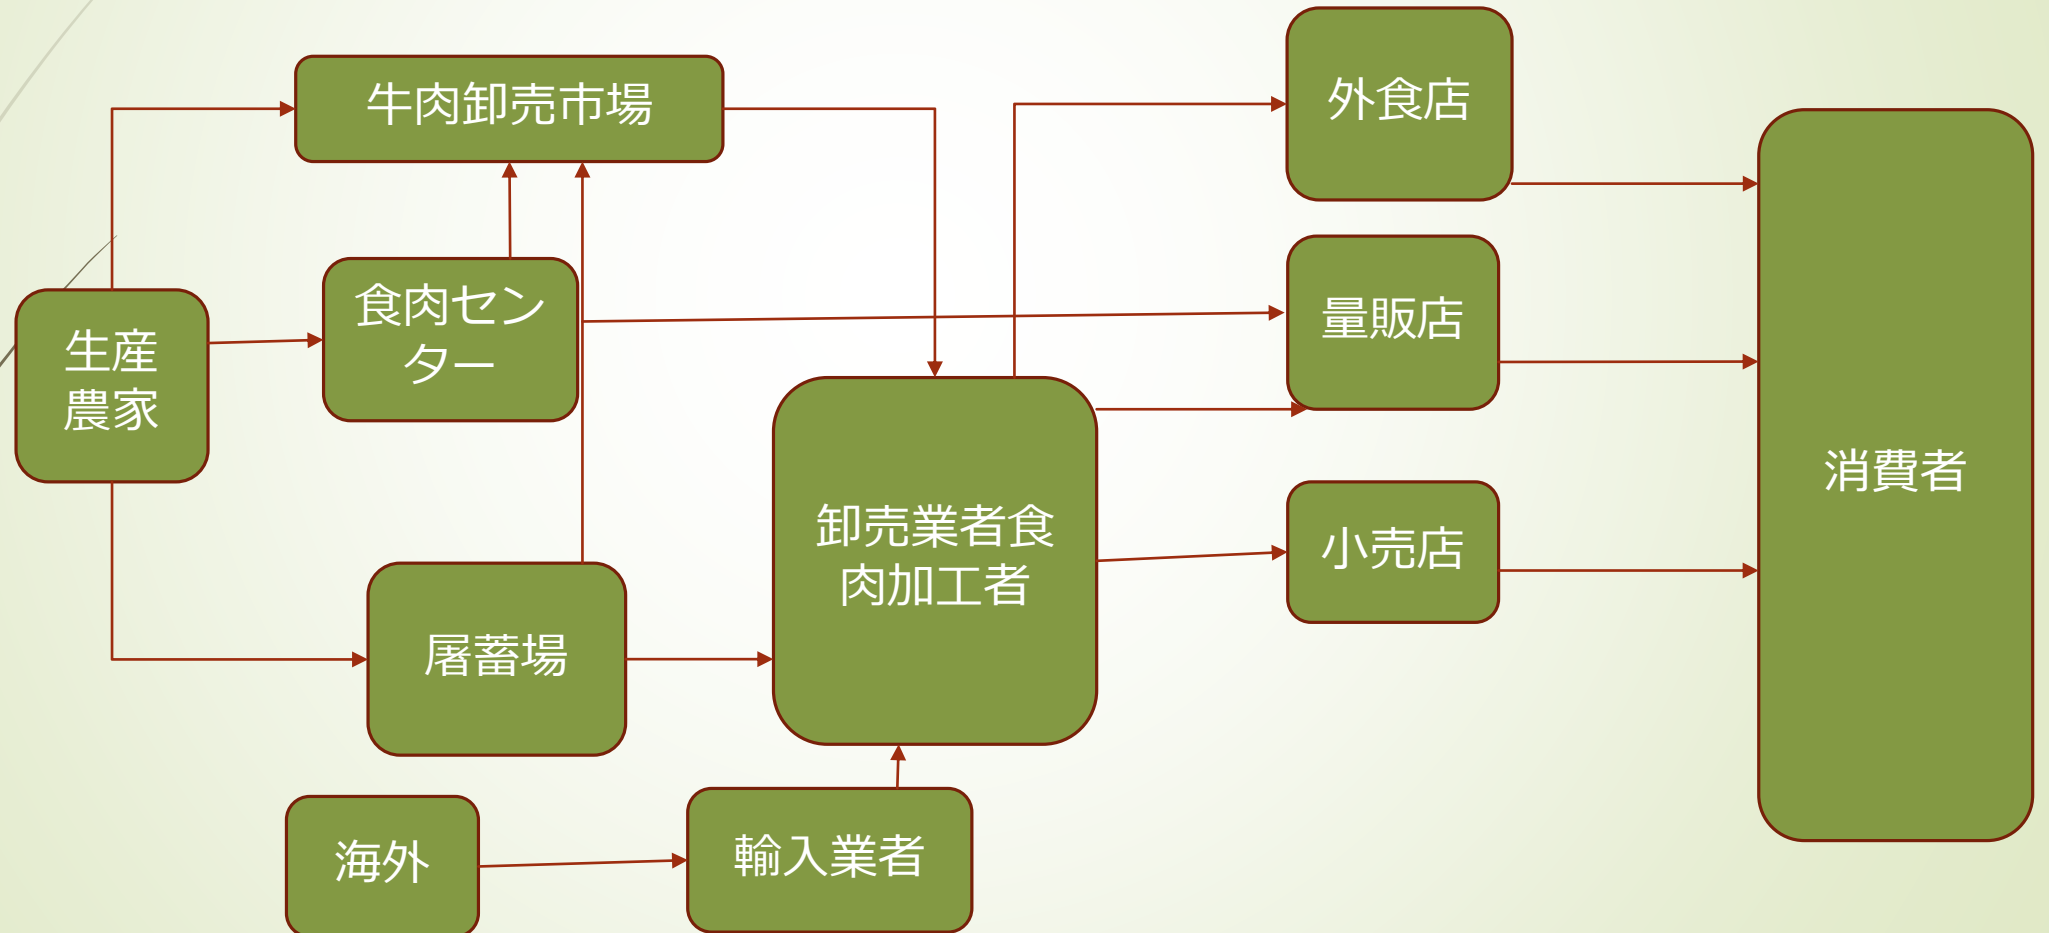 牛肉卸売市場
外食店
食肉セン
ター
量販店
生産
農家
消費者
卸売業者食
肉加工者
小売店
屠蓄場
海外
輸入業者